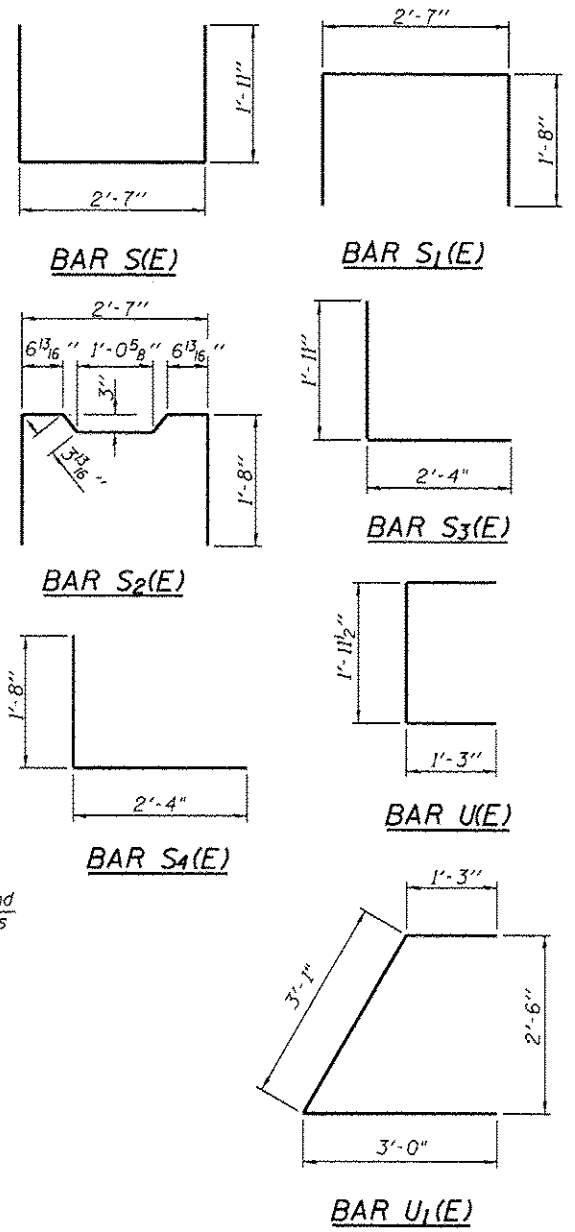 2'-7"
1'-11"
2'-7"
1'-8"
BAR S(E)
BAR S1(E)
2'-7"
6 13/16" 1'-0 5/8" 6 13/16"
3"
3 13/16"
1'-8"
1'-11"
2'-4"
BAR S2(E)
BAR S3(E)
1'-8"
2'-4"
1'-11 1/2"
1'-3"
BAR S4(E)
BAR U(E)
1'-3"
3'-1"
2'-6"
3'-0"
BAR U1(E)